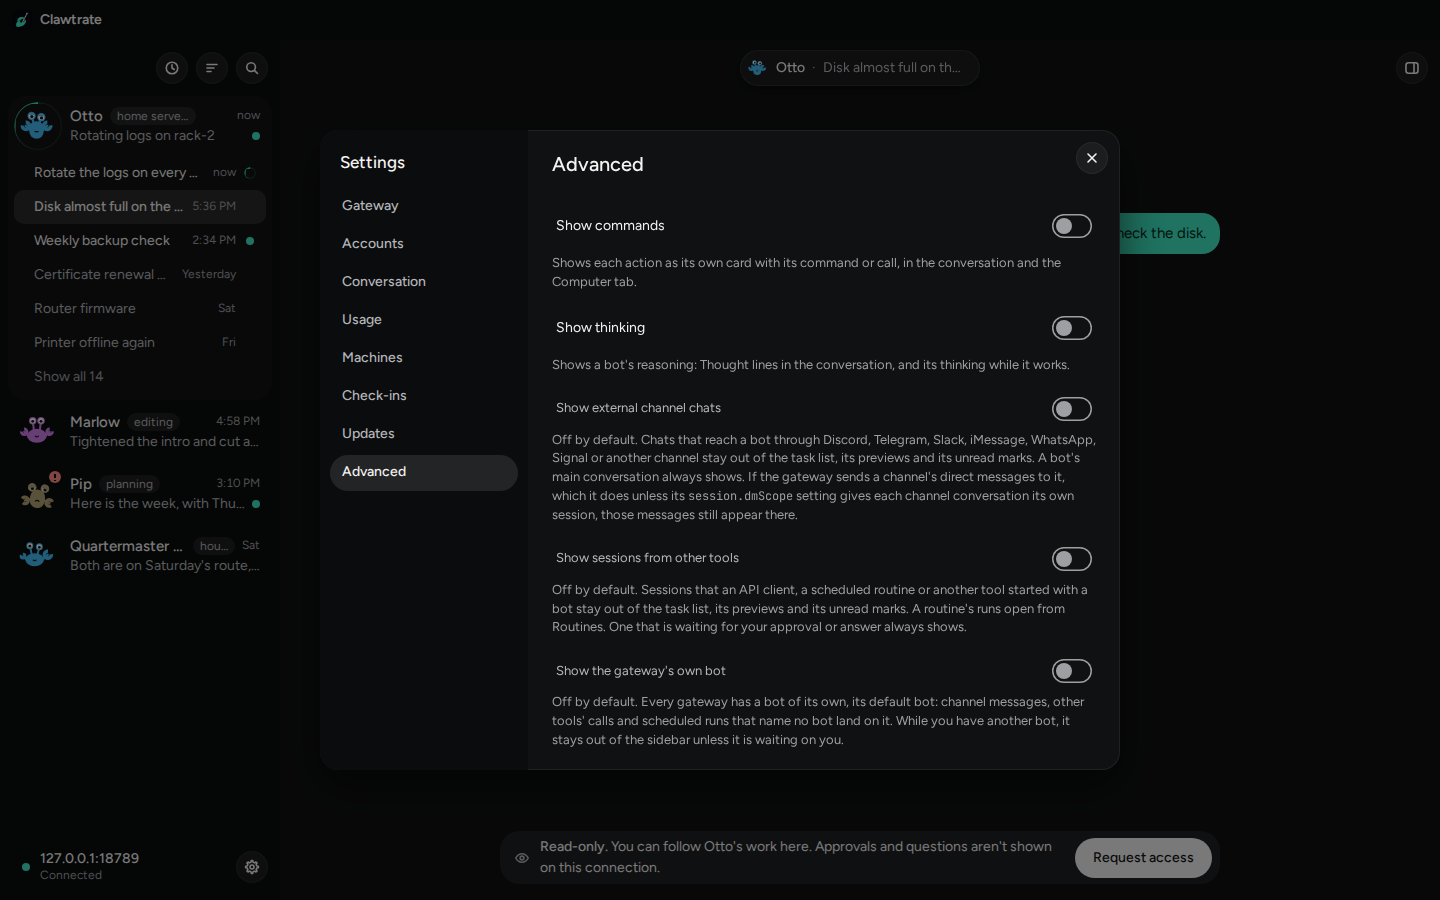 Clawtrate
Otto · Disk almost full on th...
Otto home serve... now
Rotating logs on rack-2
Rotate the logs on every ... now
Disk almost full on the ... 5:36 PM
Weekly backup check 2:34 PM
Certificate renewal ... Yesterday
Router firmware Sat
Printer offline again Fri
Show all 14
Marlow editing 4:58 PM
Tightened the intro and cut a...
Pip planning 3:10 PM
Here is the week, with Thu...
Quartermaster ... hou... Sat
Both are on Saturday's route,...
127.0.0.1:18789
Connected
Settings
Gateway
Accounts
Conversation
Usage
Machines
Check-ins
Updates
Advanced
Advanced
Show commands
Shows each action as its own card with its command or call, in the conversation and the
Computer tab.
Show thinking
Shows a bot's reasoning: Thought lines in the conversation, and its thinking while it works.
Show external channel chats
Off by default. Chats that reach a bot through Discord, Telegram, Slack, iMessage, WhatsApp,
Signal or another channel stay out of the task list, its previews and its unread marks. A bot's
main conversation always shows. If the gateway sends a channel's direct messages to it,
which it does unless its session.dmScope setting gives each channel conversation its own
session, those messages still appear there.
Show sessions from other tools
Off by default. Sessions that an API client, a scheduled routine or another tool started with a
bot stay out of the task list, its previews and its unread marks. A routine's runs open from
Routines. One that is waiting for your approval or answer always shows.
Show the gateway's own bot
Off by default. Every gateway has a bot of its own, its default bot: channel messages, other
tools' calls and scheduled runs that name no bot land on it. While you have another bot, it
stays out of the sidebar unless it is waiting on you.
the disk.
Read-only. You can follow Otto's work here. Approvals and questions aren't shown
on this connection.
Request access